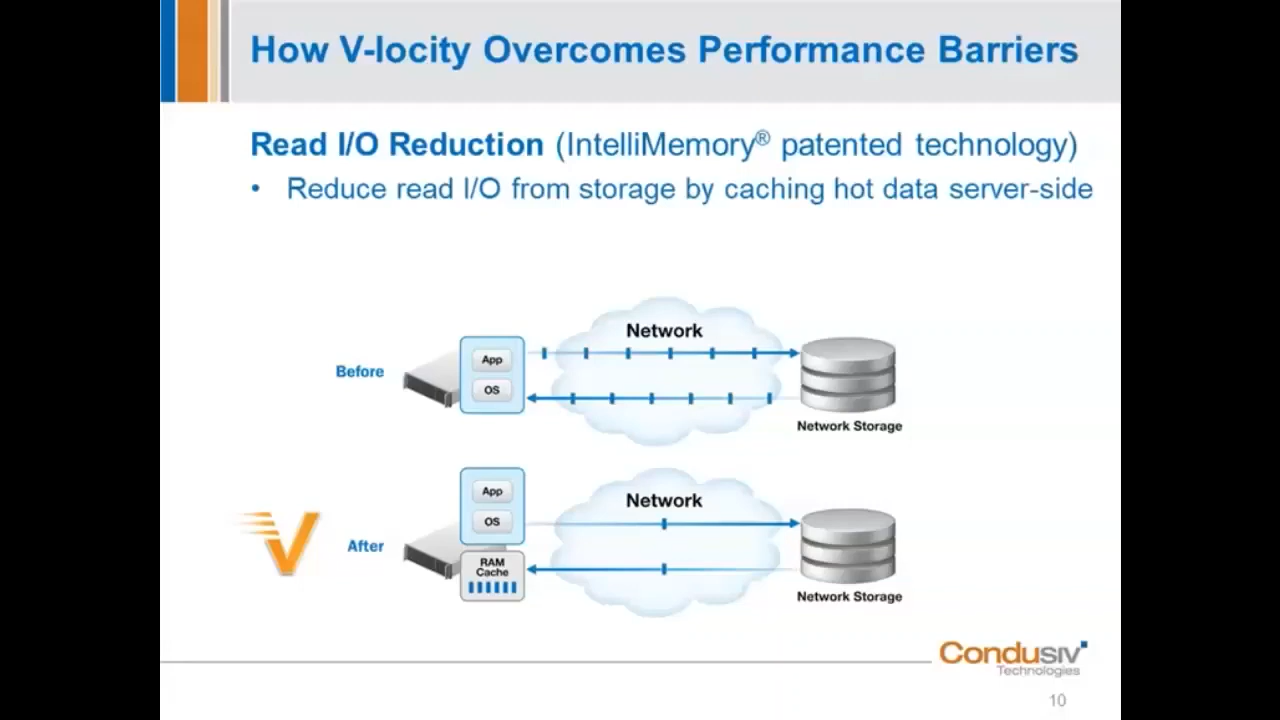 How V-locity Overcomes Performance Barriers
Read I/O Reduction (IntelliMemory® patented technology)
• Reduce read I/O from storage by caching hot data server-side
Network
App
Before
OS
Network Storage
App
Network
OS
V
After
RAM
Cache
Network Storage
Condusiv
Technologies
10